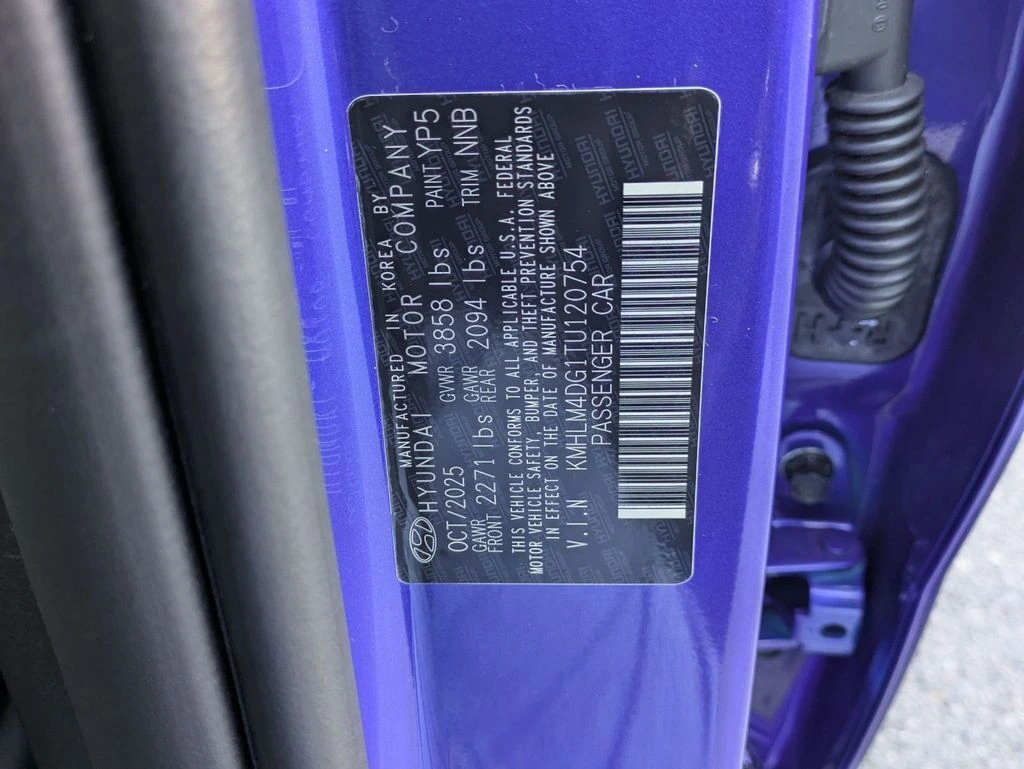 MANUFACTURED IN KOREA BY
HYUNDAI MOTOR COMPANY
OCT/2025 GVWR 3858 lbs PAINT YP5
GAWR FRONT 2271 lbs GAWR REAR 2094 lbs TRIM NNB
THIS VEHICLE CONFORMS TO ALL APPLICABLE U.S.A. FEDERAL
MOTOR VEHICLE SAFETY, BUMPER, AND THEFT PREVENTION STANDARDS
IN EFFECT ON THE DATE OF MANUFACTURE SHOWN ABOVE
V.I.N KMHLM4DG1TU120754
PASSENGER CAR